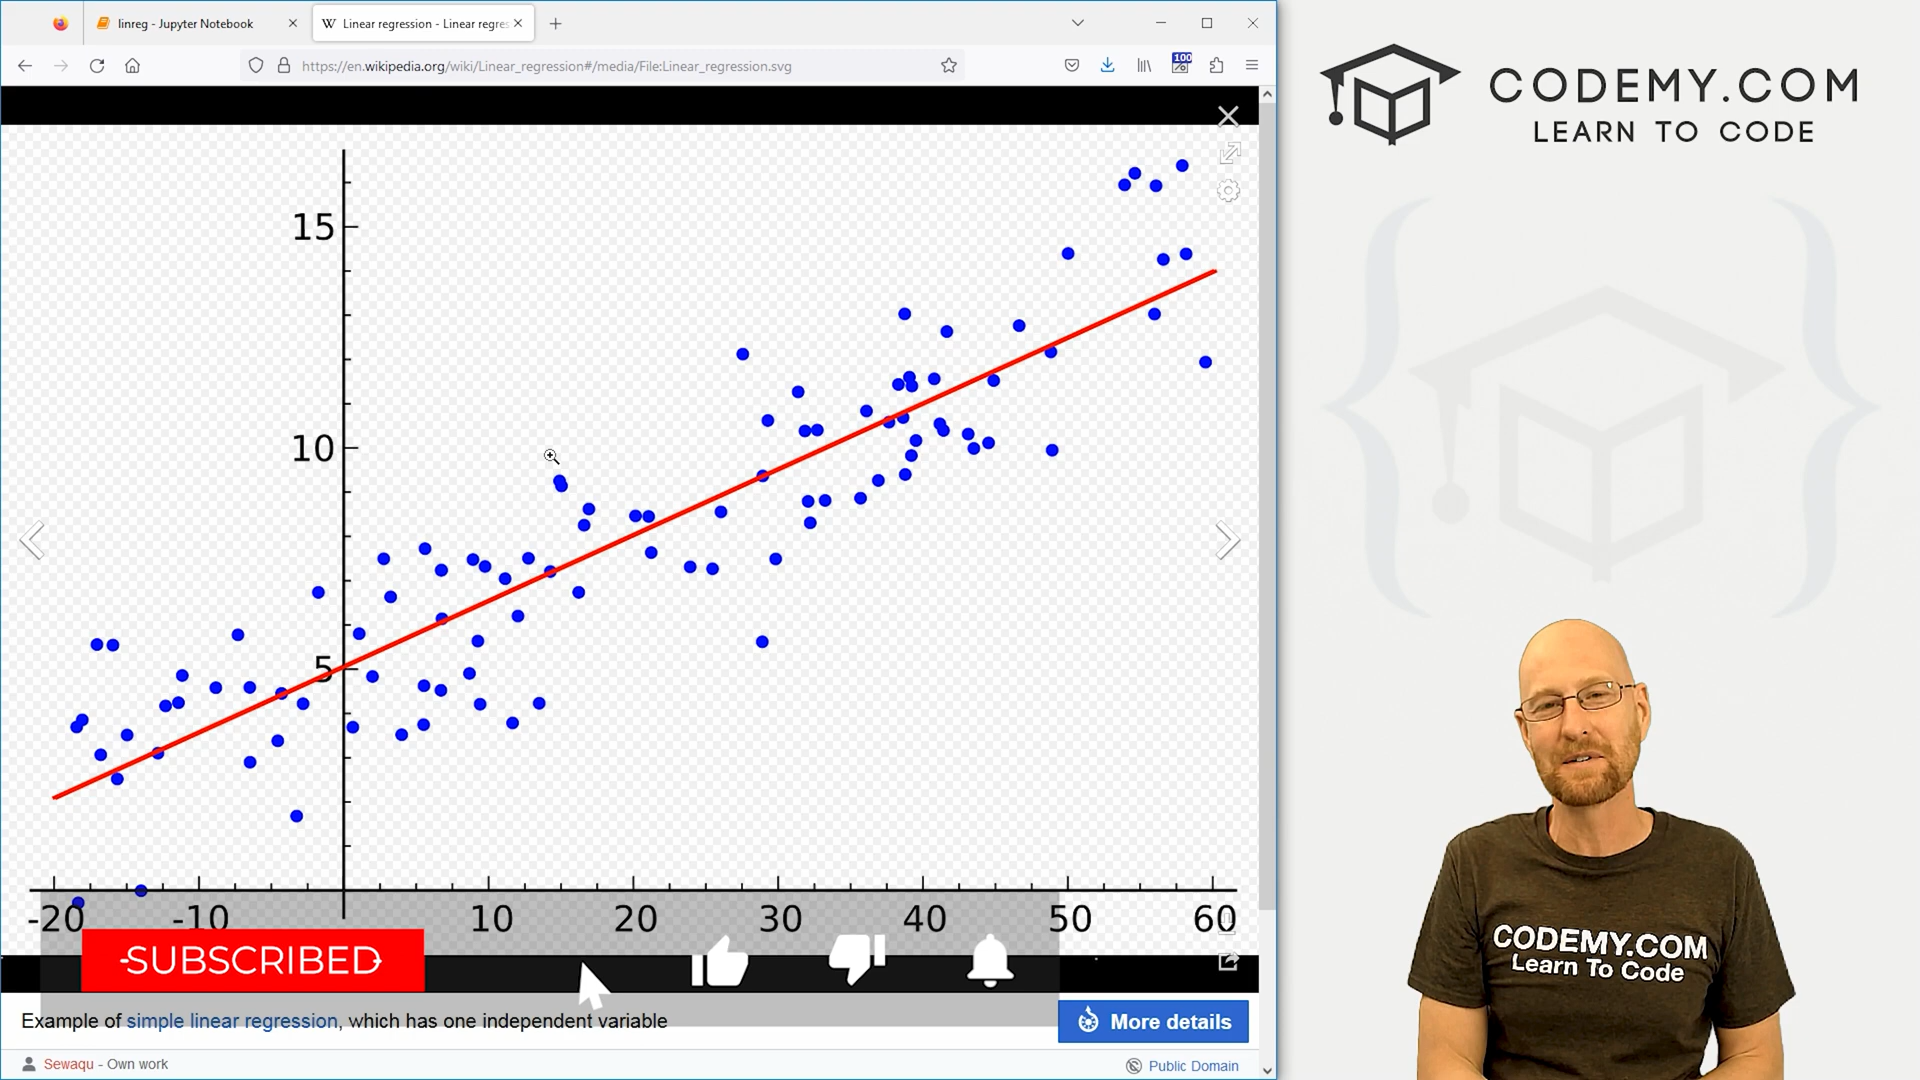 linreg - Jupyter Notebook
W Linear regression - Linear regres
https://en.wikipedia.org/wiki/Linear_regression#/media/File:Linear_regression.svg
100
CODEMY.COM
LEARN TO CODE
15
10
5
-20 -10 10 20 30 40 50 60
SUBSCRIBED
Example of simple linear regression, which has one independent variable
More details
Sewaqu - Own work
Public Domain
CODEMY.COM
Learn To Code